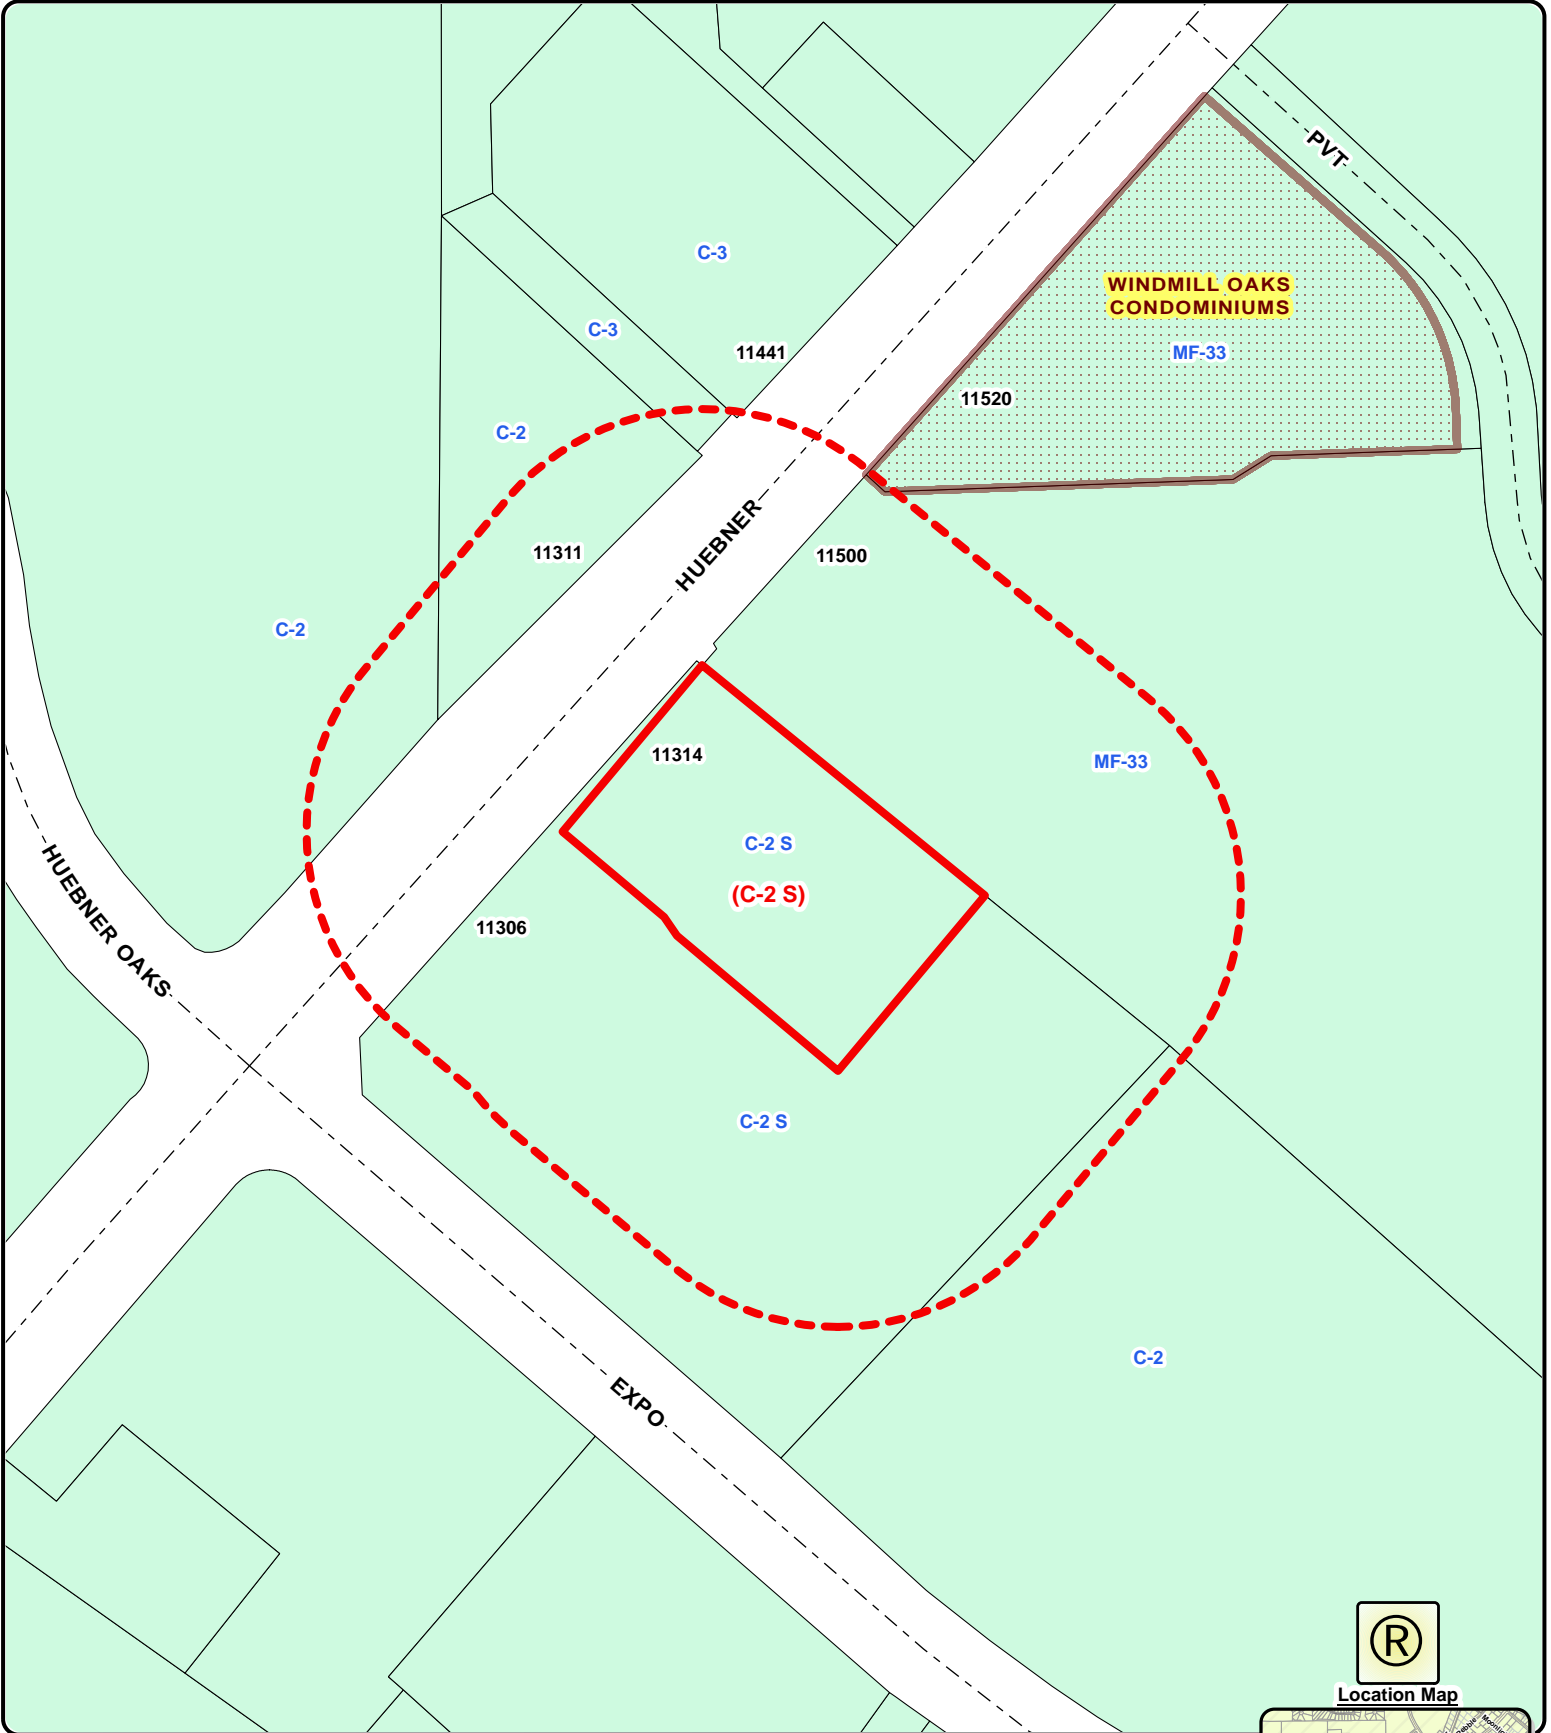 PVT
C-3
WINDMILL OAKS
CONDOMINIUMS
C-3
11441
MF-33
11520
C-2
HUEBNER
11311
11500
C-2
11314
MF-33
C-2 S
(C-2 S)
HUEBNER OAKS
11306
C-2 S
C-2
EXPO
®
Location Map